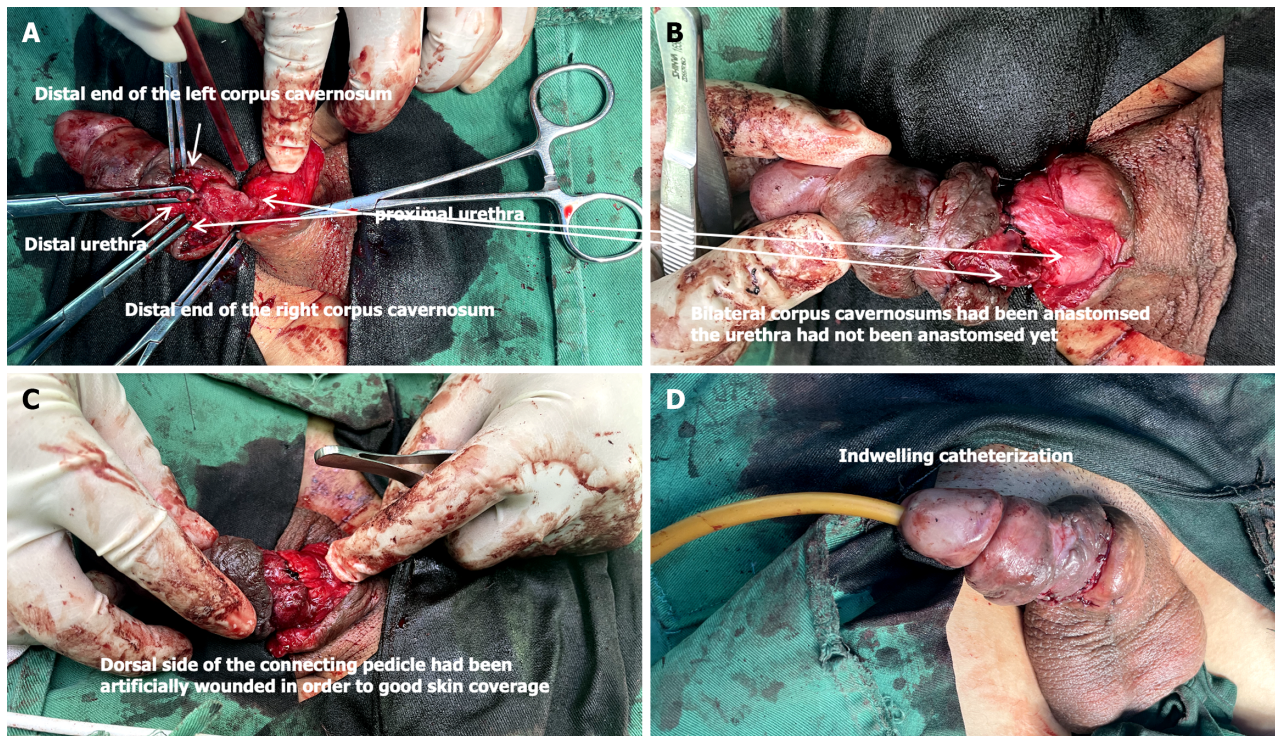 A
Distal end of the left corpus cavernosum
proximal urethra
Distal urethra
Distal end of the right corpus cavernosum
B
Bilateral corpus cavernosums had been anastomsed
the urethra had not been anastomsed yet
C
Dorsal side of the connecting pedicle had been
artificially wounded in order to good skin coverage
D
Indwelling catheterization